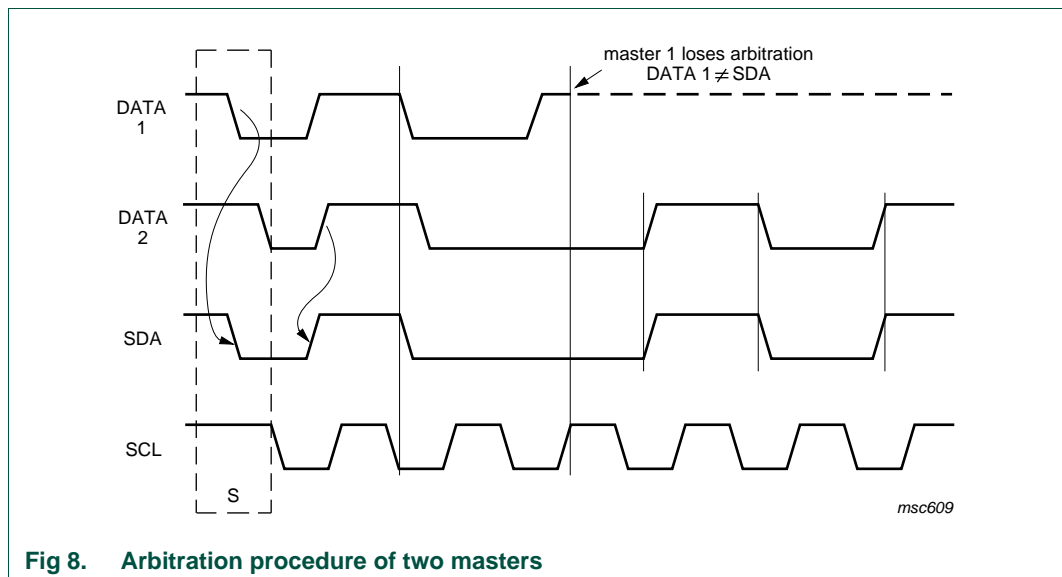 master 1 loses arbitration
DATA 1 ≠ SDA
DATA
1
DATA
2
SDA
SCL
S
msc609
Fig 8. Arbitration procedure of two masters